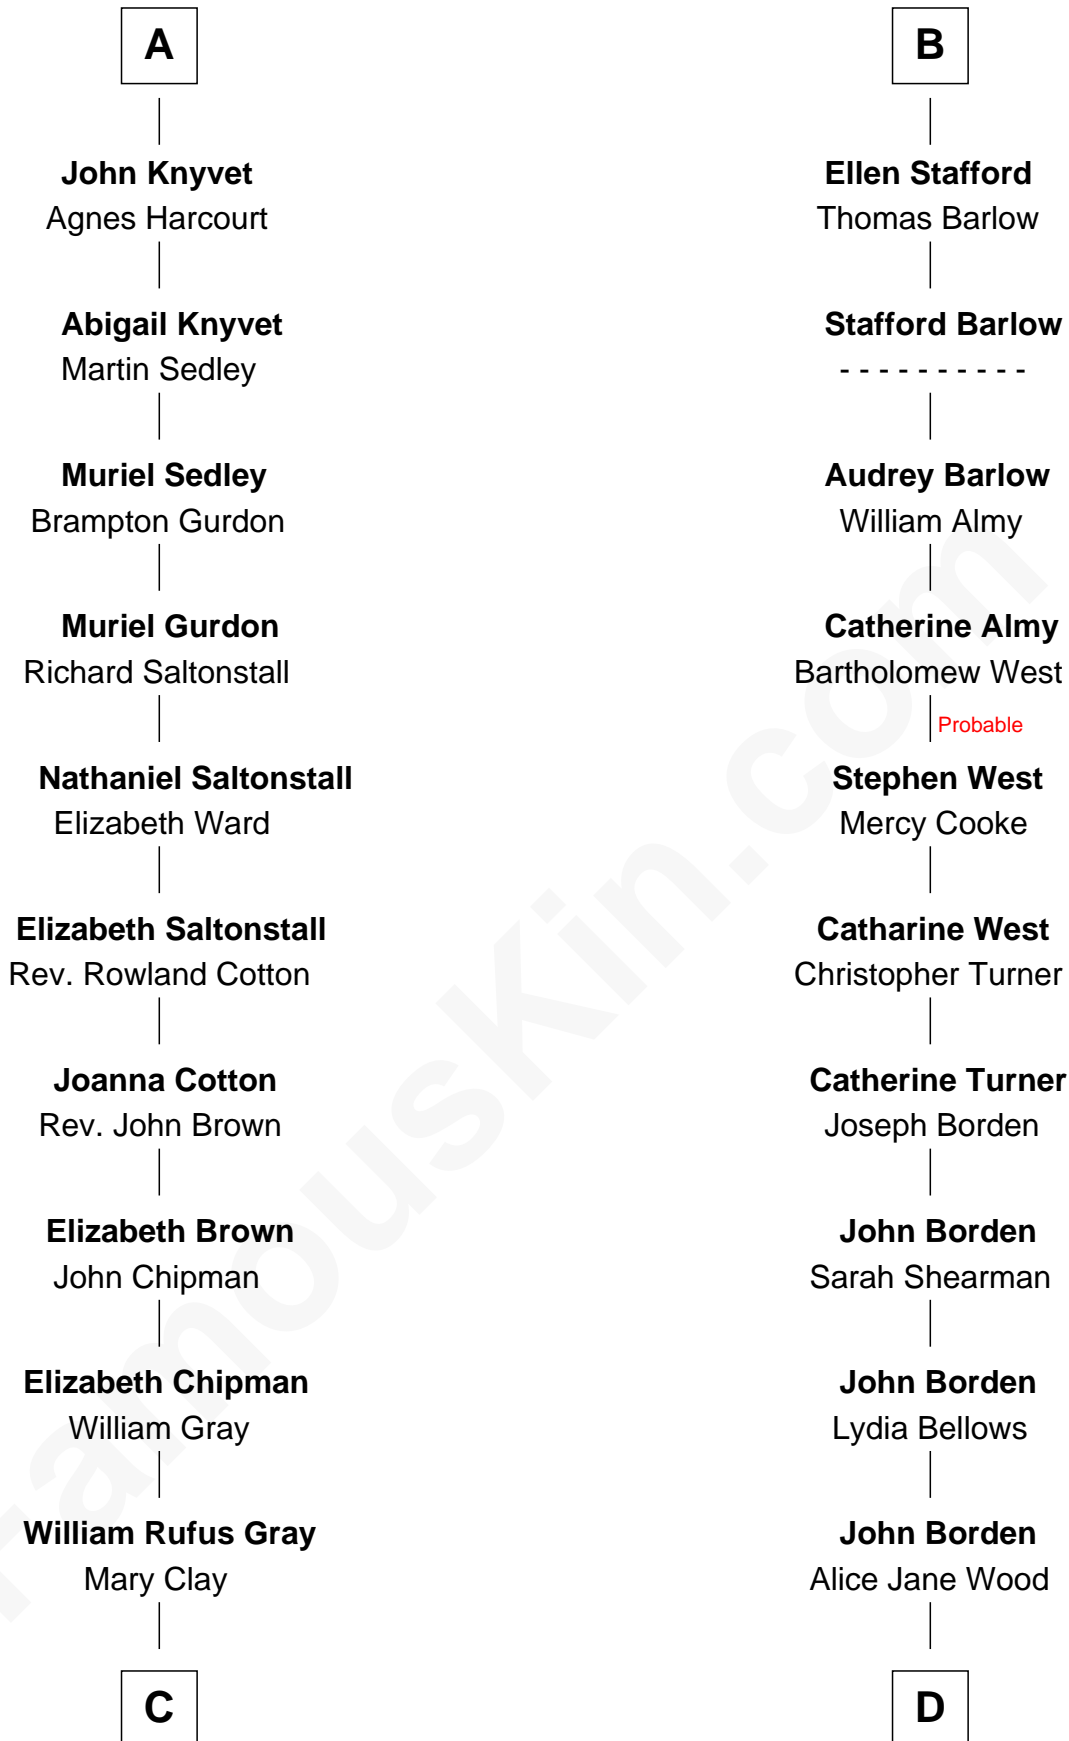 A
John Knyvet
Agnes Harcourt
Abigail Knyvet
Martin Sedley
Muriel Sedley
Brampton Gurdon
Muriel Gurdon
Richard Saltonstall
Nathaniel Saltonstall
Elizabeth Ward
Elizabeth Saltonstall
Rev. Rowland Cotton
Joanna Cotton
Rev. John Brown
Elizabeth Brown
John Chipman
Elizabeth Chipman
William Gray
William Rufus Gray
Mary Clay
C
B
Ellen Stafford
Thomas Barlow
Stafford Barlow
- - - - - - - - - -
Audrey Barlow
William Almy
Catherine Almy
Bartholomew West
Probable
Stephen West
Mercy Cooke
Catharine West
Christopher Turner
Catherine Turner
Joseph Borden
John Borden
Sarah Shearman
John Borden
Lydia Bellows
John Borden
Alice Jane Wood
D
FamousKin.com